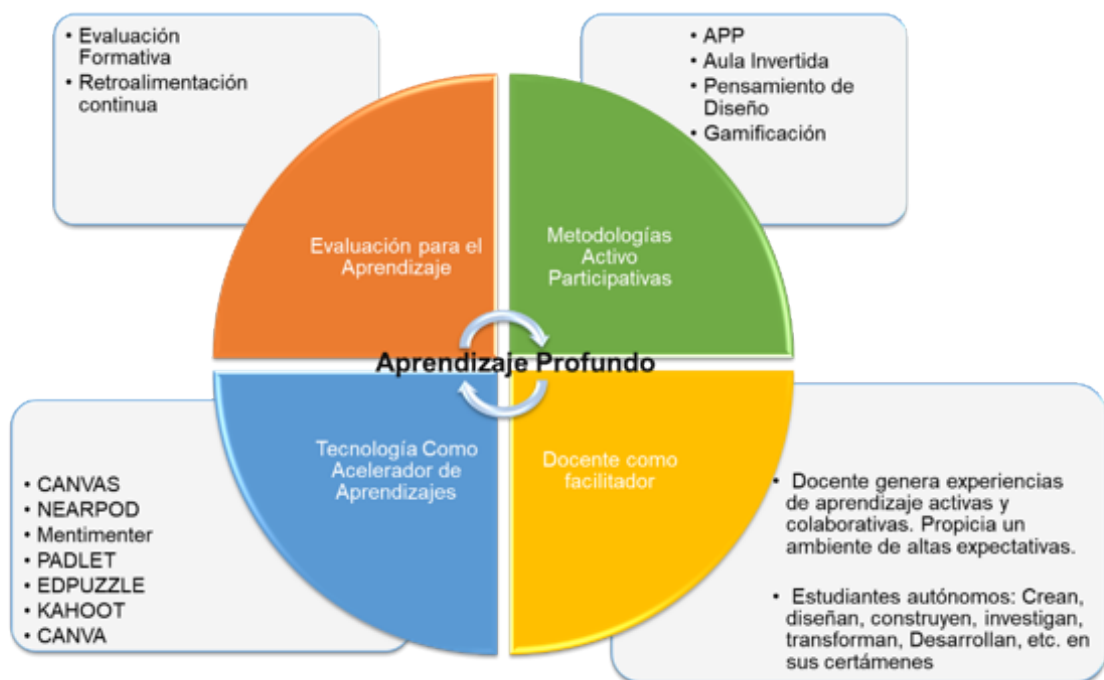 • Evaluación
Formativa
• Retroalimentación
continua
• APP
• Aula Invertida
• Pensamiento de
Diseño
• Gamificación
Evaluación para el
Aprendizaje
Metodologías
Activo
Participativas
Aprendizaje Profundo
Tecnología Como
Acelerador de
Aprendizajes
Docente como
facilitador
• CANVAS
• NEARPOD
• Mentimenter
• PADLET
• EDPUZZLE
• KAHOOT
• CANVA
• Docente genera experiencias
de aprendizaje activas y
colaborativas. Propicia un
ambiente de altas expectativas.
• Estudiantes autónomos: Crean,
diseñan, construyen, investigan,
transforman, Desarrollan, etc. en
sus certámenes